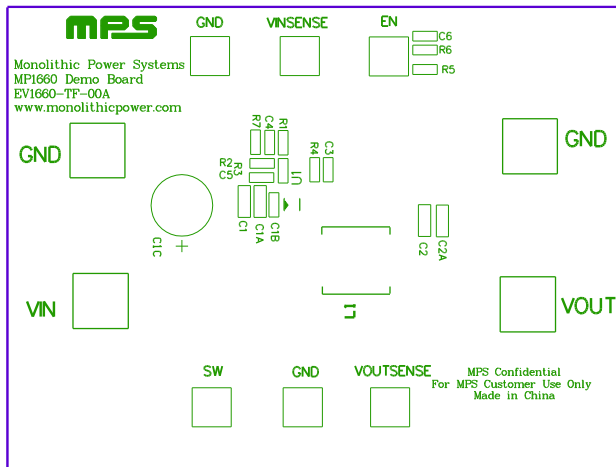 mps
GND
VINSENSE
EN
C6
R6
R5
Monolithic Power Systems
MP1660 Demo Board
EV1660-TF-00A
www.monolithicpower.com
GND
GND
R7
C4
R1
R2
R3
C5
U1
R4
C3
C1
C1A
C1B
C1C
C2
C2A
VIN
L1
VOUT
SW
GND
VOUTSENSE
MPS Confidential
For MPS Customer Use Only
Made in China